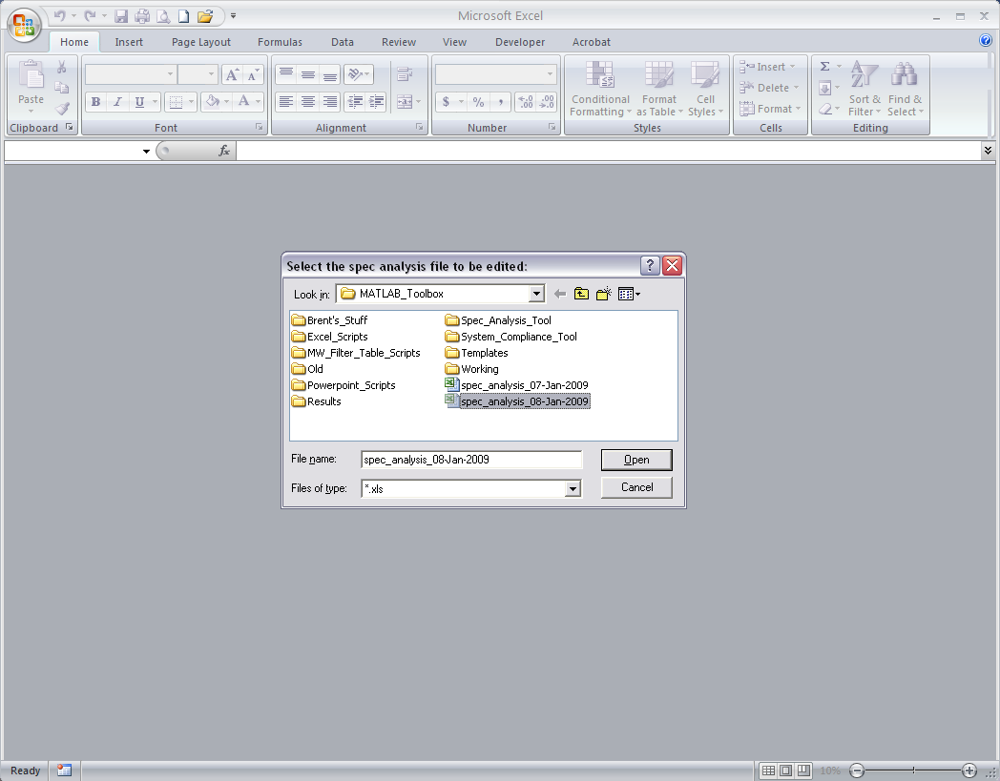 Microsoft Excel
Home Insert Page Layout Formulas Data Review View Developer Acrobat
Paste
Clipboard
B I U A A A
Font
Alignment
$ % , .00 .00
Number
Conditional Formatting
Format as Table
Cell Styles
Styles
Insert
Delete
Format
Cells
Σ
Sort & Filter
Find & Select
Editing
fx
Select the spec analysis file to be edited:
Look in: MATLAB_Toolbox
Brent's_Stuff Spec_Analysis_Tool
Excel_Scripts System_Compliance_Tool
MW_Filter_Table_Scripts Templates
Old Working
Powerpoint_Scripts spec_analysis_07-Jan-2009
Results spec_analysis_08-Jan-2009
File name: spec_analysis_08-Jan-2009 Open
Files of type: *.xls Cancel
Ready 10%